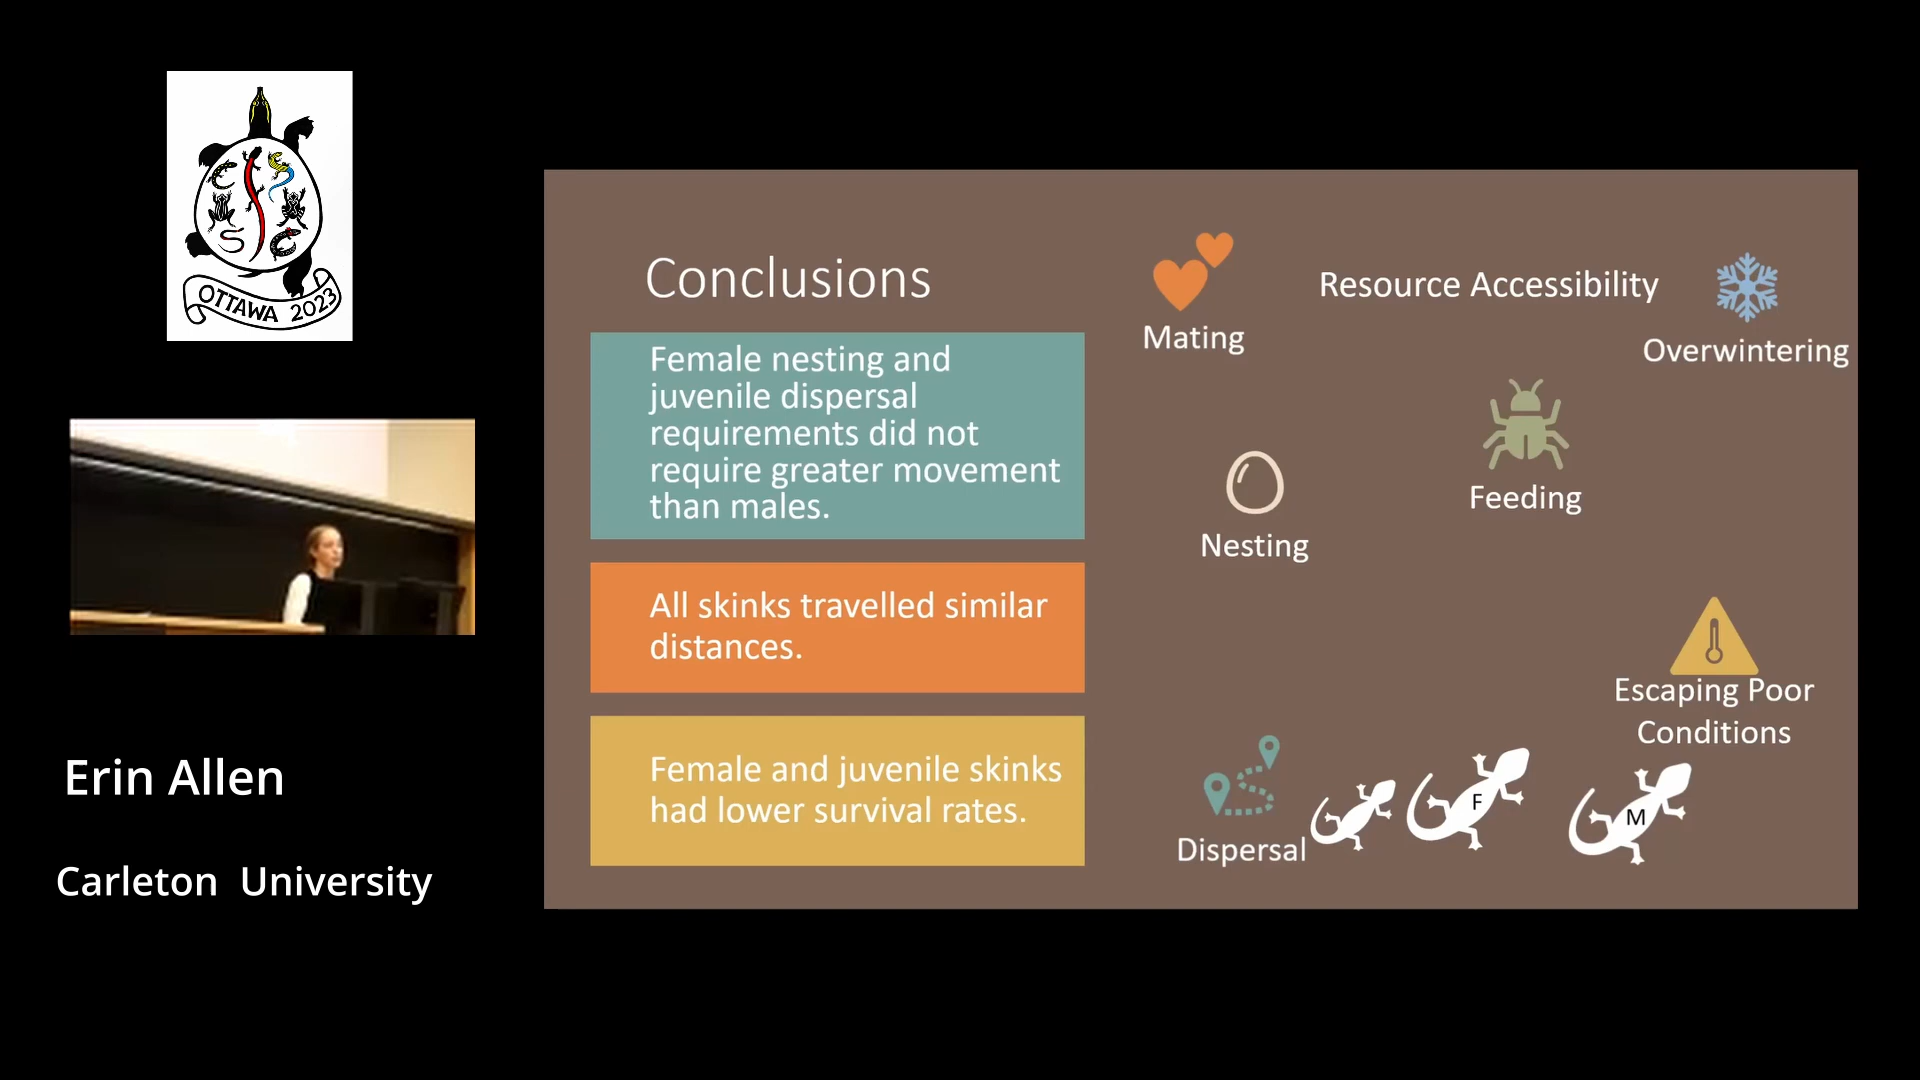 OTTAWA 2023
Erin Allen
Carleton University
Conclusions
Female nesting and
juvenile dispersal
requirements did not
require greater movement
than males.
All skinks travelled similar
distances.
Female and juvenile skinks
had lower survival rates.
Mating
Resource Accessibility
Overwintering
Feeding
Nesting
Escaping Poor
Conditions
Dispersal
F
M